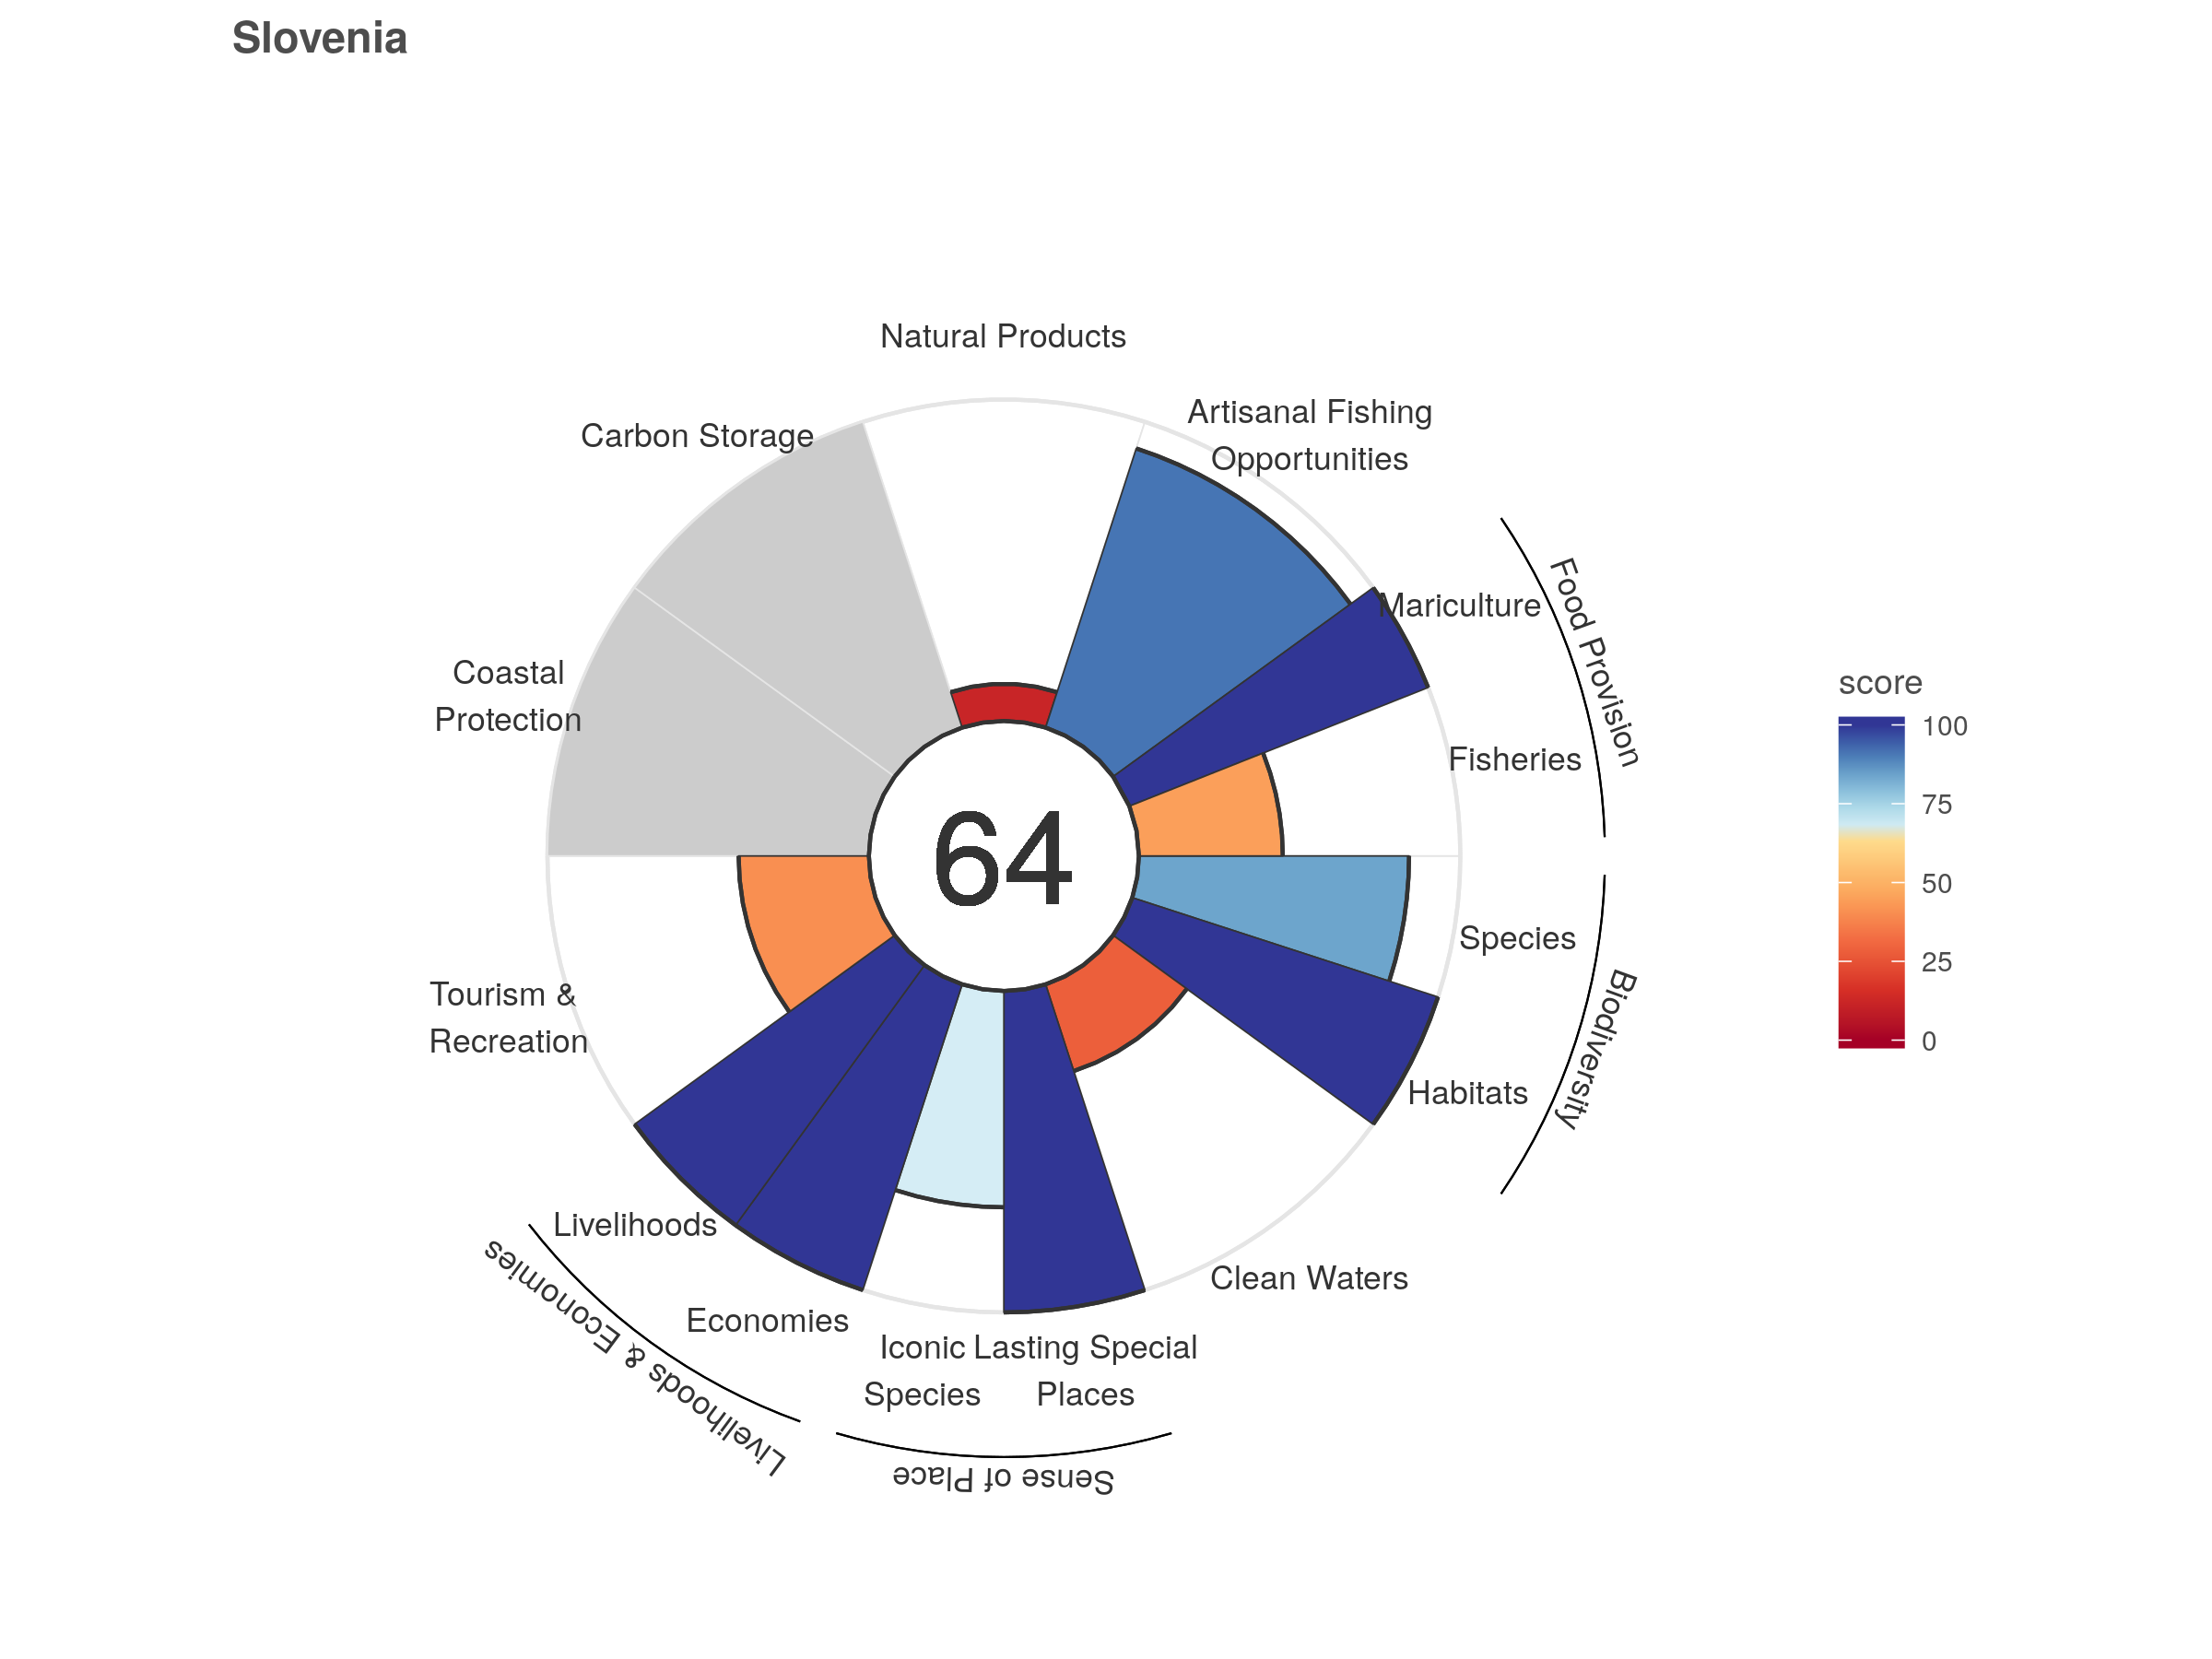 Slovenia
Natural Products
Artisanal Fishing
Opportunities
Carbon Storage
Mariculture
Food Provision
Coastal
Protection
Fisheries
64
Species
Biodiversity
Habitats
Tourism &
Recreation
Livelihoods
Economies
Livelihoods & Economies
Iconic
Species
Lasting Special
Places
Sense of Place
Clean Waters
score
100
75
50
25
0